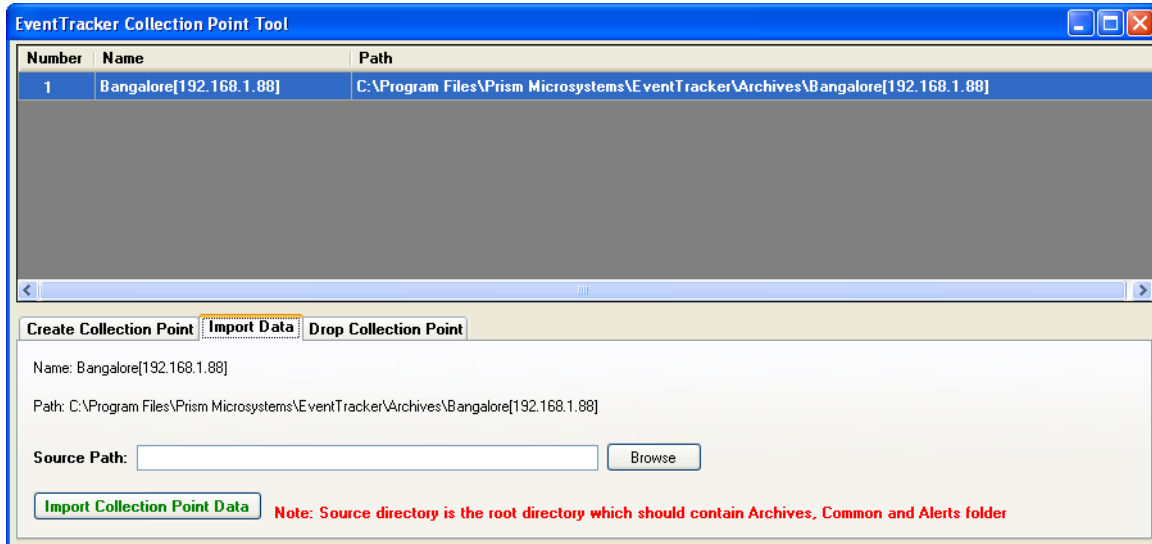 EventTracker Collection Point Tool
Number Name Path
1 Bangalore[192.168.1.88] C:\Program Files\Prism Microsystems\EventTracker\Archives\Bangalore[192.168.1.88]
Create Collection Point Import Data Drop Collection Point
Name: Bangalore[192.168.1.88]
Path: C:\Program Files\Prism Microsystems\EventTracker\Archives\Bangalore[192.168.1.88]
Source Path: Browse
Import Collection Point Data Note: Source directory is the root directory which should contain Archives, Common and Alerts folder